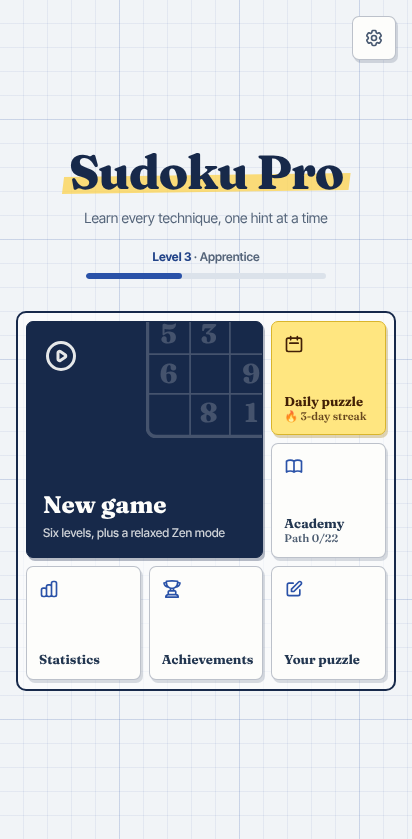 Sudoku Pro
Learn every technique, one hint at a time
Level 3 · Apprentice
5 3
6 9
8 1
New game
Six levels, plus a relaxed Zen mode
Daily puzzle
🔥 3-day streak
Academy
Path 0/22
Statistics
Achievements
Your puzzle